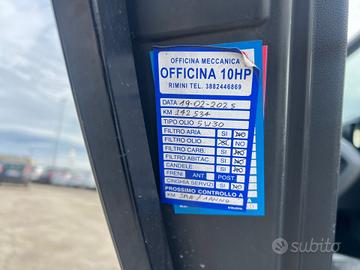 OFFICINA MECCANICA
OFFICINA 10HP
RIMINI TEL. 3882446869
DATA 19-02-2025
KM 142534
TIPO OLIO 5W30
FILTRO ARIA SI NO
FILTRO OLIO SI NO
FILTRO CARB. SI NO
FILTRO ABITAC. SI NO
CANDELE SI NO
FRENI ANT POST
CINGHIA SERVIZI SI NO
PROSSIMO CONTROLLO A
KM
subito